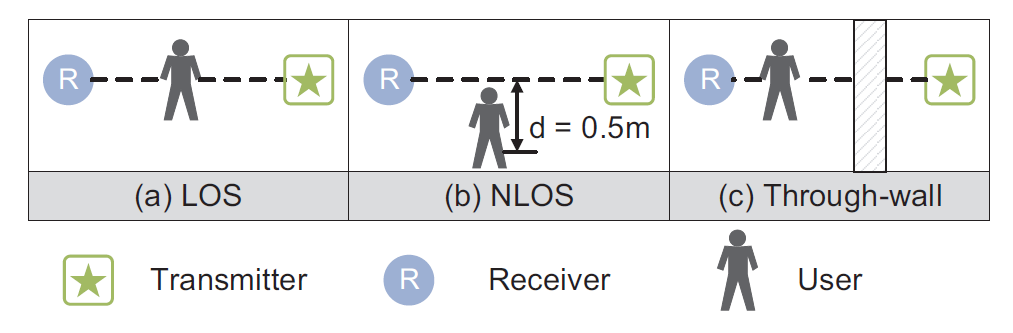 R
R
d = 0.5m
R
(a) LOS
(b) NLOS
(c) Through-wall
Transmitter
R
Receiver
User